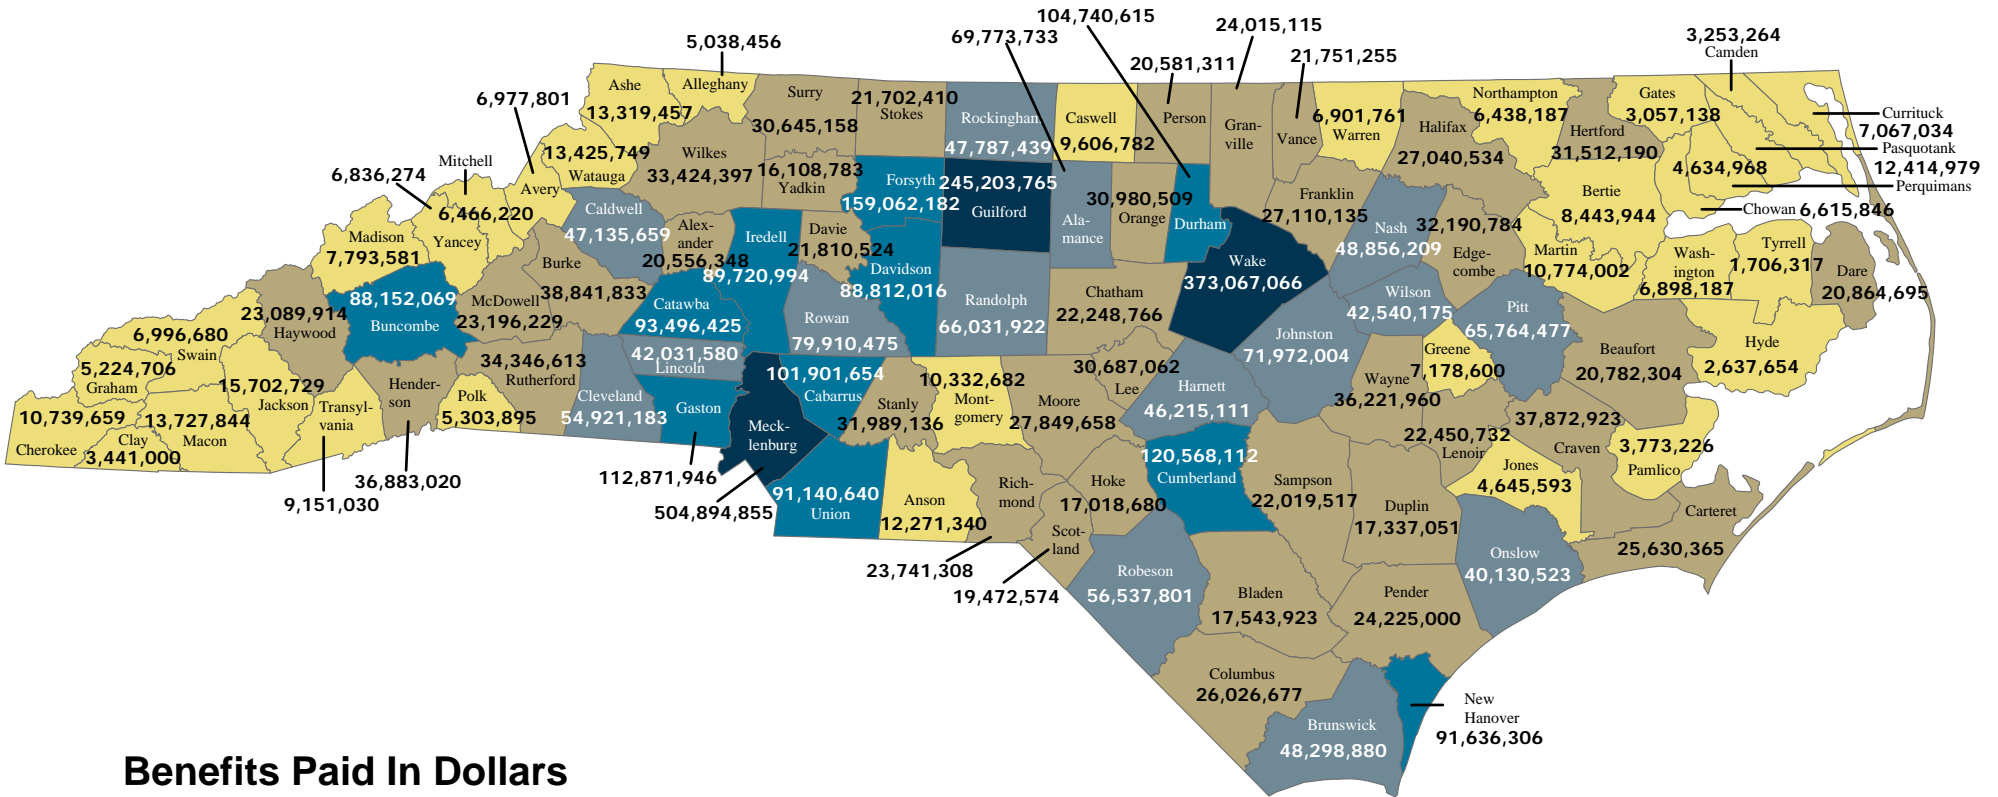 104,740,615
24,015,115
69,773,733
3,253,264
Camden
5,038,456
20,581,311
21,751,255
Ashe
13,319,457
Alleghany
Surry
30,645,158
21,702,410
Stokes
Rockingham
47,787,439
Caswell
9,606,782
Person
Gran-
ville
Vance
6,901,761
Warren
Northampton
6,438,187
Halifax
27,040,534
Hertford
31,512,190
Gates
3,057,138
Currituck
7,067,034
Pasquotank
12,414,979
Perquimans
4,634,968
Chowan 6,615,846
6,977,801
Mitchell
6,836,274
Avery
13,425,749
Watauga
Wilkes
33,424,397
16,108,783
Yadkin
Forsyth
159,062,182
245,203,765
Guilford
Ala-
mance
30,980,509
Orange
Durham
Franklin
27,110,135
Nash
48,856,209
32,190,784
Edge-
combe
Bertie
8,443,944
Martin
10,774,002
Wash-
ington
6,898,187
Tyrrell
1,706,317
Dare
20,864,695
6,466,220
Yancey
Madison
7,793,581
Caldwell
47,135,659
Alex-
ander
20,556,348
Iredell
89,720,994
Davie
21,810,524
Davidson
88,812,016
Randolph
66,031,922
Chatham
22,248,766
Wake
373,067,066
Wilson
42,540,175
Pitt
65,764,477
Beaufort
20,782,304
Hyde
2,637,654
Burke
38,841,833
McDowell
23,196,229
88,152,069
Buncombe
23,089,914
Haywood
6,996,680
Swain
5,224,706
Graham
15,702,729
Jackson
10,739,659
Cherokee
Clay
3,441,000
13,727,844
Macon
Transyl-
vania
9,151,030
Hender-
son
36,883,020
Polk
5,303,895
34,346,613
Rutherford
Cleveland
54,921,183
Catawba
93,496,425
42,031,580
Lincoln
Gaston
112,871,946
Meck-
lenburg
504,894,855
Rowan
79,910,475
101,901,654
Cabarrus
Stanly
31,989,136
10,332,682
Mont-
gomery
Moore
27,849,658
30,687,062
Lee
Harnett
46,215,111
Johnston
71,972,004
Wayne
36,221,960
Greene
7,178,600
22,450,732
Lenoir
37,872,923
Craven
3,773,226
Pamlico
Jones
4,645,593
Carteret
25,630,365
91,140,640
Union
Anson
12,271,340
Rich-
mond
23,741,308
Scot-
land
19,472,574
Hoke
17,018,680
120,568,112
Cumberland
Sampson
22,019,517
Duplin
17,337,051
Onslow
40,130,523
Robeson
56,537,801
Bladen
17,543,923
Pender
24,225,000
Columbus
26,026,677
Brunswick
48,298,880
New
Hanover
91,636,306
Benefits Paid In Dollars